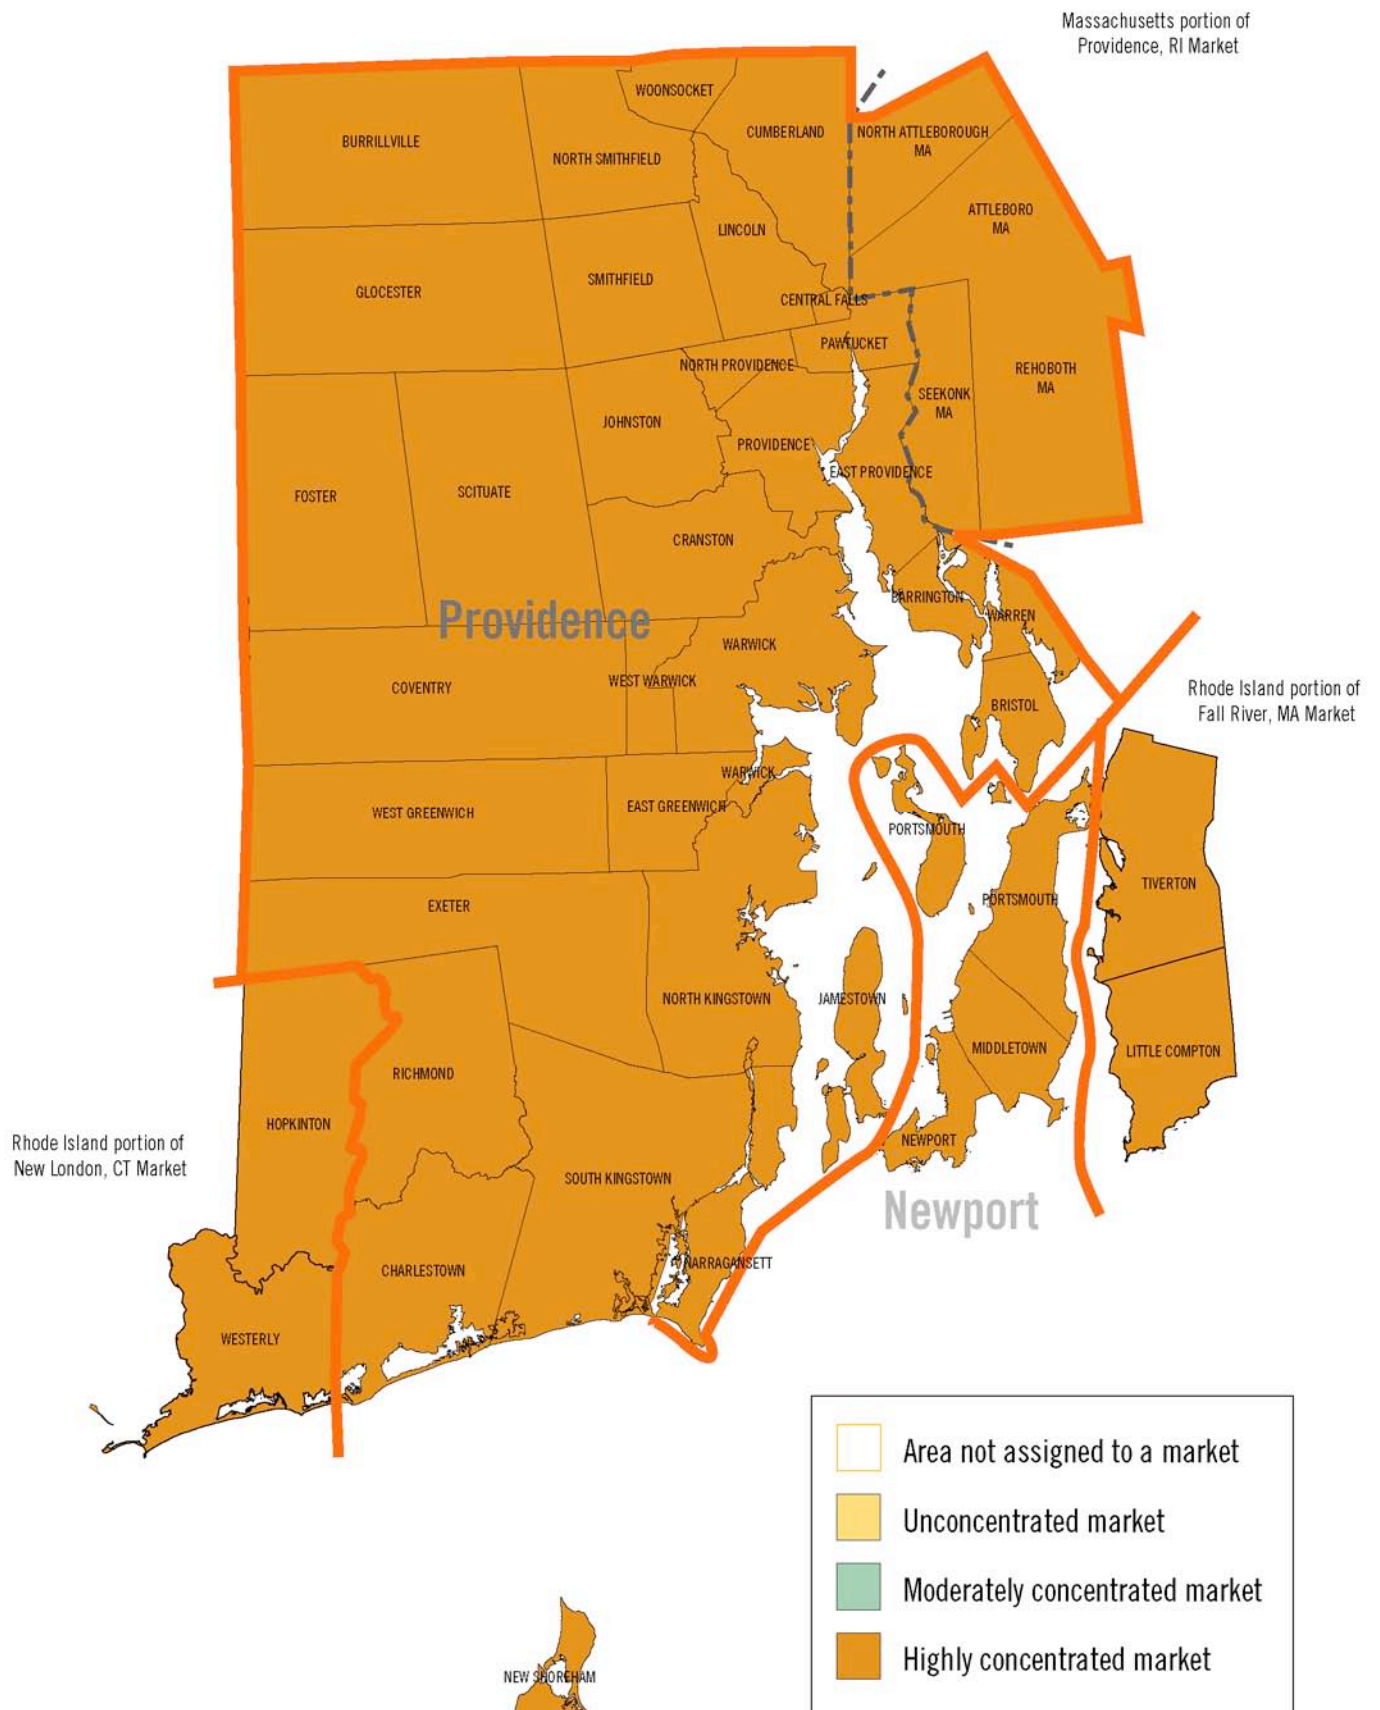 Massachusetts portion of
Providence, RI Market
WOONSOCKET
BURRILLVILLE
NORTH SMITHFIELD
CUMBERLAND
NORTH ATTLEBOROUGH
MA
ATTLEBORO
MA
LINCOLN
GLOCESTER
SMITHFIELD
CENTRAL FALLS
PAWTUCKET
NORTH PROVIDENCE
REHOBOTH
MA
SEEKONK
MA
JOHNSTON
PROVIDENCE
EAST PROVIDENCE
FOSTER
SCITUATE
CRANSTON
BARRINGTON
WARREN
Providence
WARWICK
COVENTRY
WEST WARWICK
Rhode Island portion of
Fall River, MA Market
BRISTOL
WARWICK
WEST GREENWICH
EAST GREENWICH
PORTSMOUTH
TIVERTON
PORTSMOUTH
EXETER
NORTH KINGSTOWN
JAMESTOWN
MIDDLETOWN
LITTLE COMPTON
RICHMOND
HOPKINTON
Rhode Island portion of
New London, CT Market
NEWPORT
SOUTH KINGSTOWN
Newport
NARRAGANSETT
CHARLESTOWN
WESTERLY
Area not assigned to a market
Unconcentrated market
Moderately concentrated market
Highly concentrated market
NEW SHOREHAM